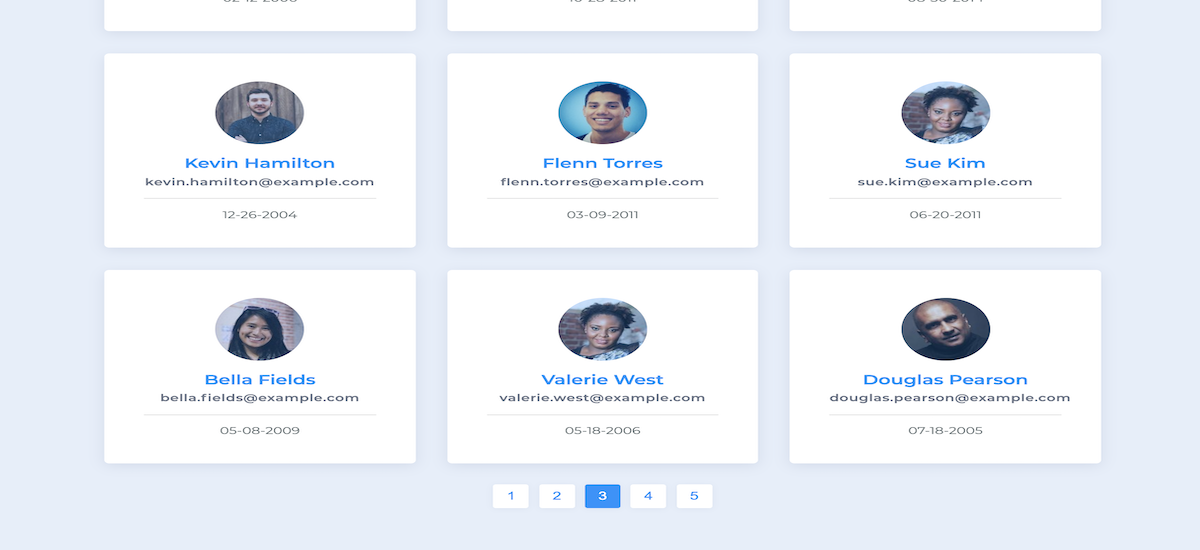 Kevin Hamilton
kevin.hamilton@example.com
12-26-2004
Flenn Torres
flenn.torres@example.com
03-09-2011
Sue Kim
sue.kim@example.com
06-20-2011
Bella Fields
bella.fields@example.com
05-08-2009
Valerie West
valerie.west@example.com
05-18-2006
Douglas Pearson
douglas.pearson@example.com
07-18-2005
1 2 3 4 5